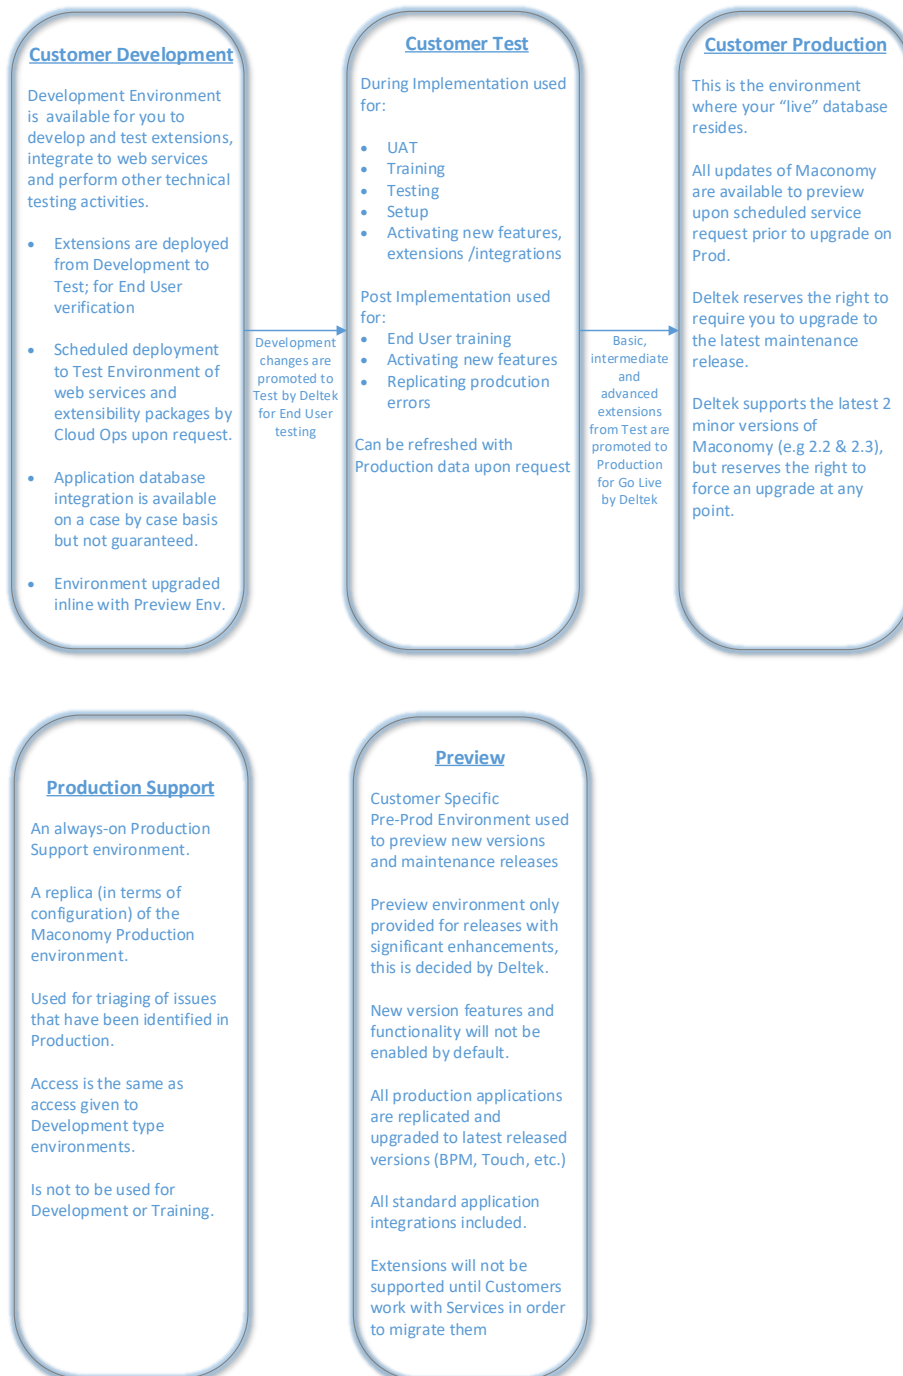 Customer Development
Development Environment
is available for you to
develop and test extensions,
integrate to web services
and perform other technical
testing activities.
• Extensions are deployed
from Development to
Test; for End User
verification
• Scheduled deployment
to Test Environment of
web services and
extensibility packages by
Cloud Ops upon request.
• Application database
integration is available
on a case by case basis
but not guaranteed.
• Environment upgraded
inline with Preview Env.
Development
changes are
promoted to
Test by Deltek
for End User
testing
Customer Test
During Implementation used
for:
• UAT
• Training
• Testing
• Setup
• Activating new features,
extensions /integrations
Post Implementation used
for:
• End User training
• Activating new features
• Replicating prodcution
errors
Can be refreshed with
Production data upon request
Basic,
intermediate
and
advanced
extensions
from Test are
promoted to
Production
for Go Live
by Deltek
Customer Production
This is the environment
where your “live” database
resides.
All updates of Maconomy
are available to preview
upon scheduled service
request prior to upgrade on
Prod.
Deltek reserves the right to
require you to upgrade to
the latest maintenance
release.
Deltek supports the latest 2
minor versions of
Maconomy (e.g 2.2 & 2.3),
but reserves the right to
force an upgrade at any
point.
Production Support
An always-on Production
Support environment.
A replica (in terms of
configuration) of the
Maconomy Production
environment.
Used for triaging of issues
that have been identified in
Production.
Access is the same as
access given to
Development type
environments.
Is not to be used for
Development or Training.
Preview
Customer Specific
Pre-Prod Environment used
to preview new versions
and maintenance releases
Preview environment only
provided for releases with
significant enhancements,
this is decided by Deltek.
New version features and
functionality will not be
enabled by default.
All production applications
are replicated and
upgraded to latest released
versions (BPM, Touch, etc.)
All standard application
integrations included.
Extensions will not be
supported until Customers
work with Services in order
to migrate them